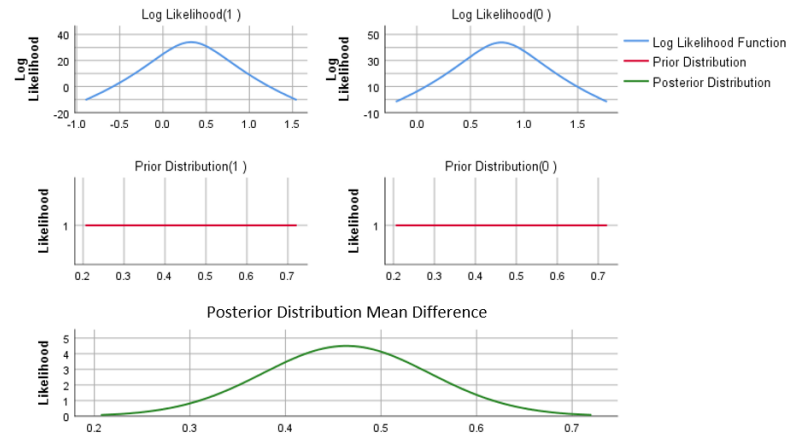 Log Likelihood(1 )
Log
Likelihood
40
20
0
-20
-1.0 -0.5 0.0 0.5 1.0 1.5
Log Likelihood(0 )
Log
Likelihood
50
30
10
-10
0.0 0.5 1.0 1.5
Log Likelihood Function
Prior Distribution
Posterior Distribution
Prior Distribution(1 )
Likelihood
1
0.2 0.3 0.4 0.5 0.6 0.7
Prior Distribution(0 )
Likelihood
1
0.2 0.3 0.4 0.5 0.6 0.7
Posterior Distribution Mean Difference
Likelihood
5
4
3
2
1
0
0.2 0.3 0.4 0.5 0.6 0.7